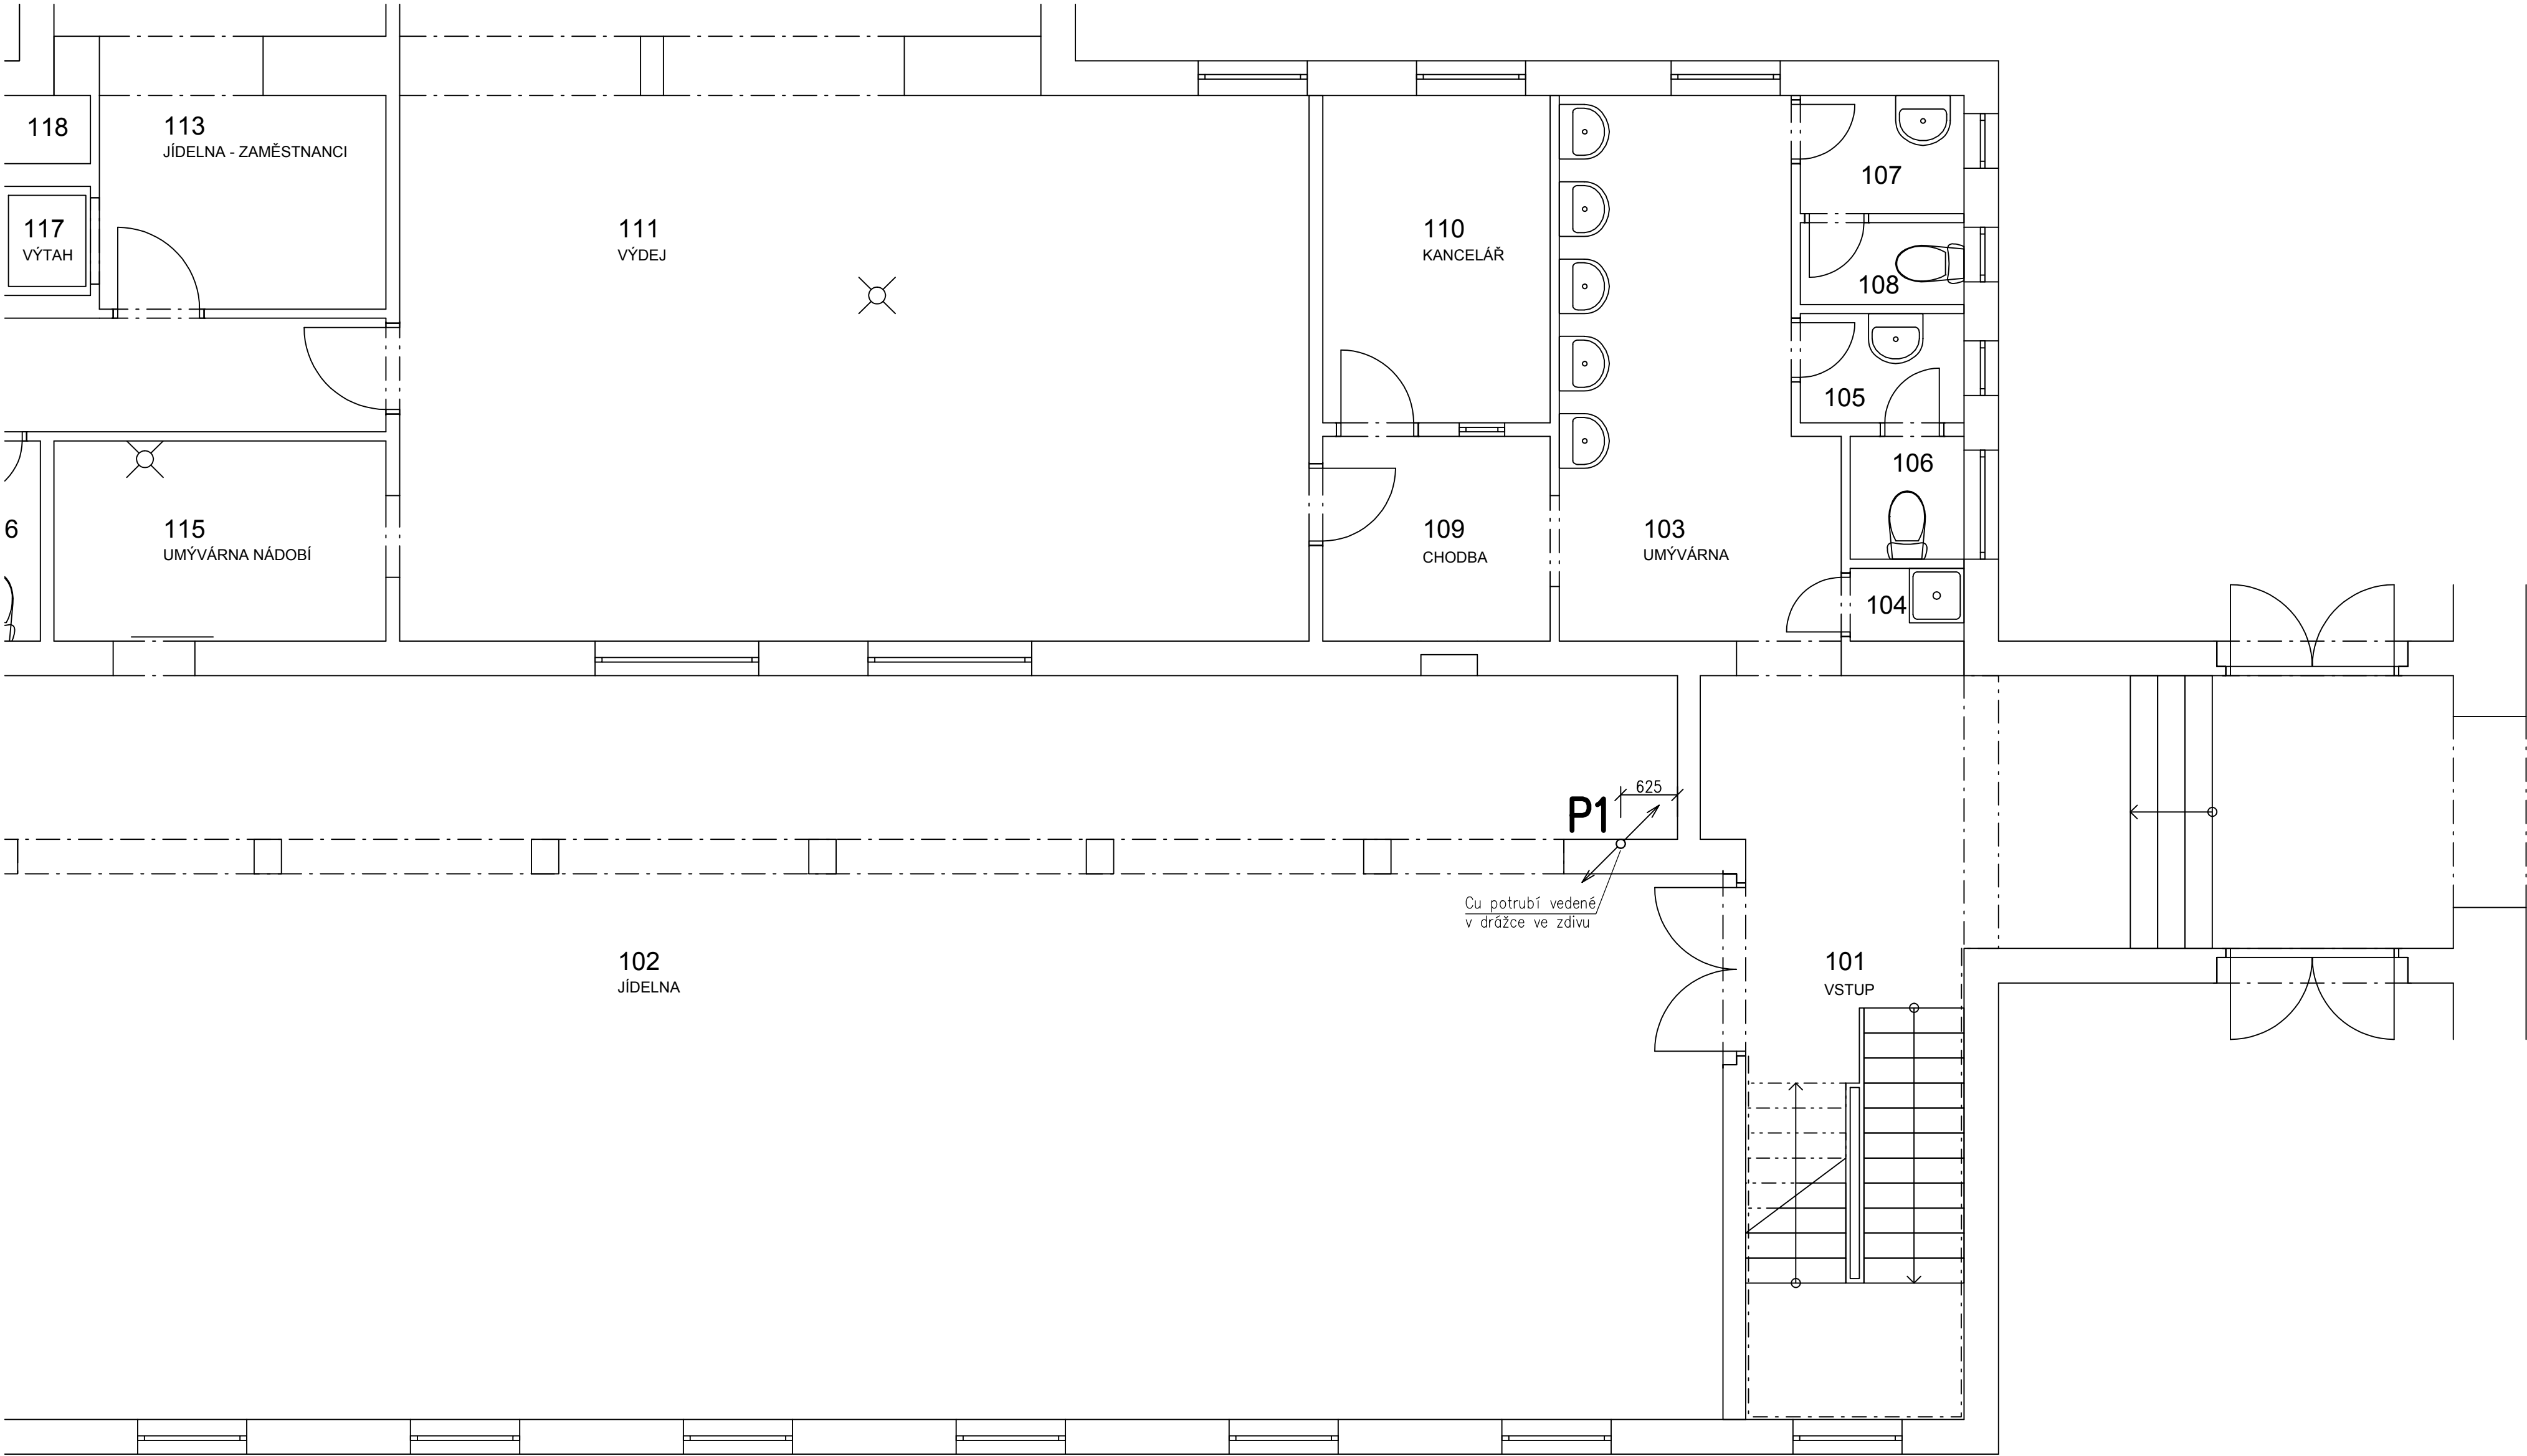 118
113
JÍDELNA - ZAMĚSTNANCI
107
117
VÝTAH
111
VÝDEJ
110
KANCELÁŘ
108
105
106
6
115
UMÝVÁRNA NÁDOBÍ
109
CHODBA
103
UMÝVÁRNA
104
625
P1
Cu potrubí vedené
v drážce ve zdivu
102
JÍDELNA
101
VSTUP